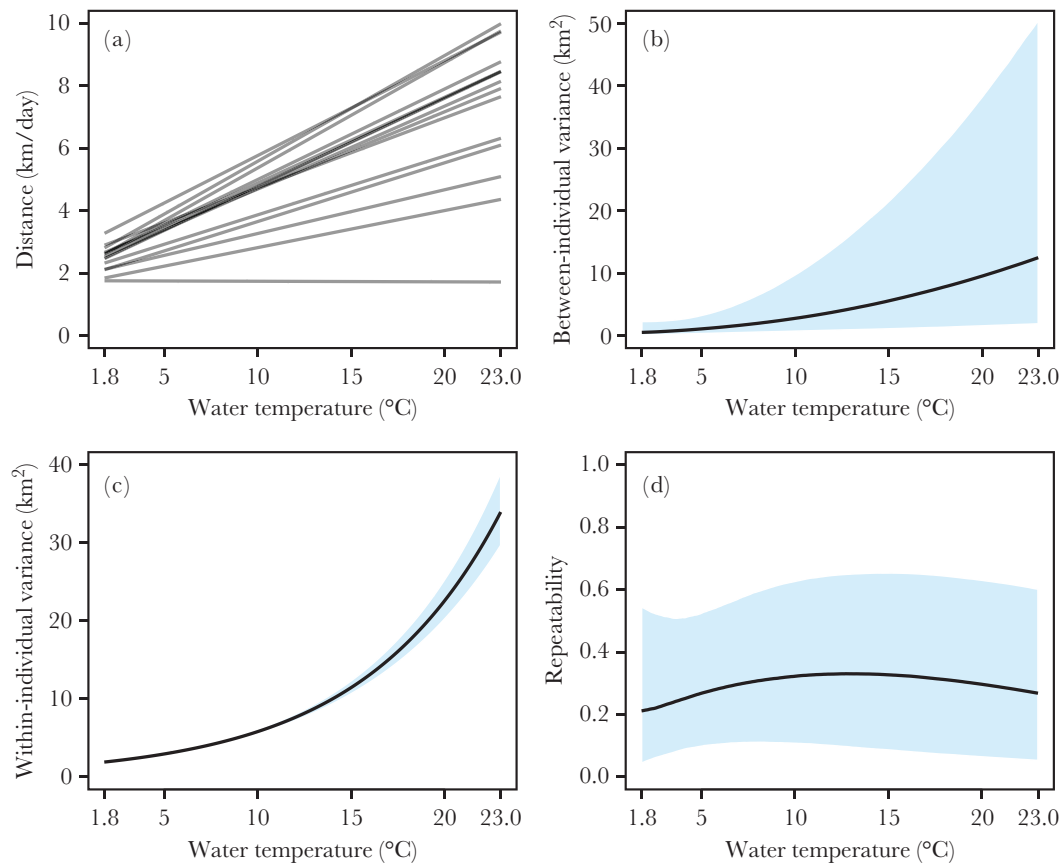 (a)
Distance (km/day)
10
8
6
4
2
0
1.8 5 10 15 20 23.0
Water temperature (°C)
(b)
Between-individual variance (km²)
50
40
30
20
10
0
1.8 5 10 15 20 23.0
Water temperature (°C)
(c)
Within-individual variance (km²)
40
30
20
10
0
1.8 5 10 15 20 23.0
Water temperature (°C)
(d)
Repeatability
1.0
0.8
0.6
0.4
0.2
0.0
1.8 5 10 15 20 23.0
Water temperature (°C)